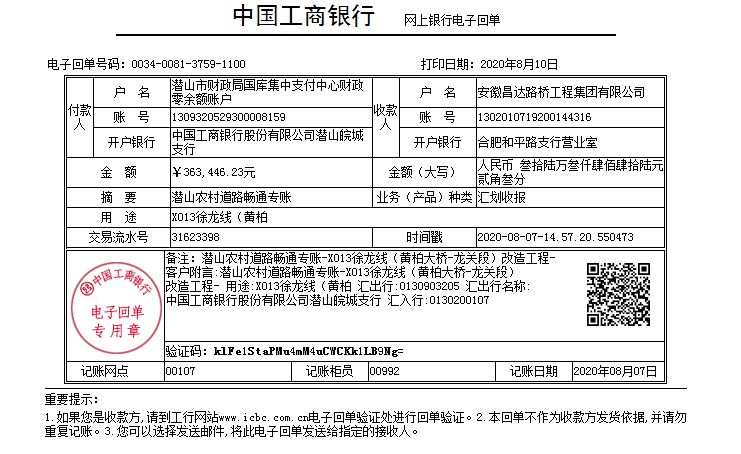 中国工商银行 网上银行电子回单
电子回单号码：0034-0081-3759-1100 打印日期：2020年8月10日
付款人 户 名 潜山市财政局国库集中支付中心财政零余额账户 收款人 户 名 安徽昌达路桥工程集团有限公司
账 号 1309320529300008159 账 号 1302010719200144316
开户银行 中国工商银行股份有限公司潜山皖城支行 开户银行 合肥和平路支行营业室
金 额 ￥363,446.23元 金额（大写） 人民币 叁拾陆万叁仟肆佰肆拾陆元贰角叁分
摘 要 潜山农村道路畅通专账 业务（产品）种类 汇划收报
用 途 X013徐龙线（黄柏
交易流水号 31623398 时间戳 2020-08-07-14.57.20.550473
中国工商银行
电子回单
专用章
备注：潜山农村道路畅通专账-X013徐龙线（黄柏大桥-龙关段）改造工程-
客户附言:潜山农村道路畅通专账-X013徐龙线（黄柏大桥-龙关段）
改造工程- 用途:X013徐龙线（黄柏 汇出行:0130903205 汇出行名称:
中国工商银行股份有限公司潜山皖城支行 汇入行:0130200107
验证码：klFe1StaPMu4mM4uCWCKk1LB9Ng=
记账网点 00107 记账柜员 00992 记账日期 2020年08月07日
重要提示：
1.如果您是收款方,请到工行网站www.icbc.com.cn电子回单验证处进行回单验证。2.本回单不作为收款方发货依据,并请勿
重复记账。3.您可以选择发送邮件,将此电子回单发送给指定的接收人。